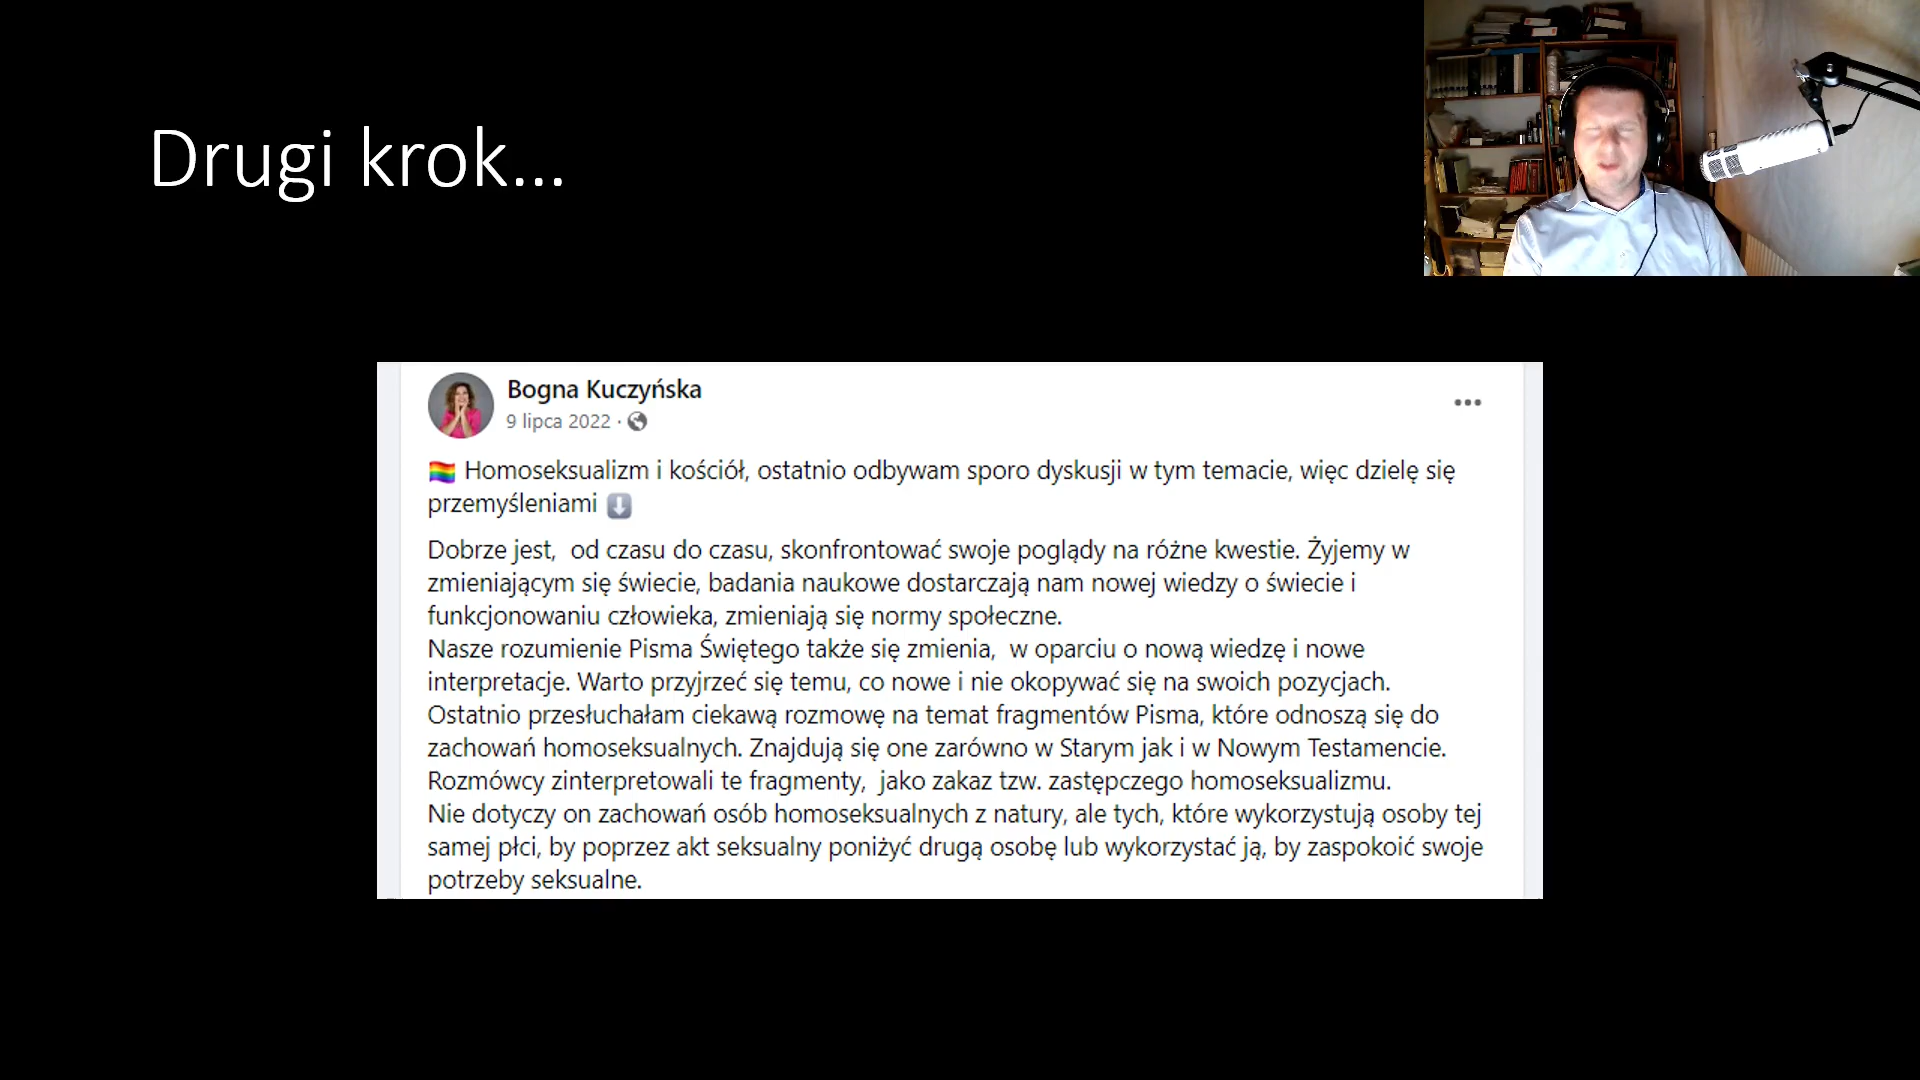 Drugi krok...
Bogna Kuczyńska
9 lipca 2022 ·
Homoseksualizm i kościół, ostatnio odbywam sporo dyskusji w tym temacie, więc dzielę się
przemyśleniami
Dobrze jest, od czasu do czasu, skonfrontować swoje poglądy na różne kwestie. Żyjemy w
zmieniającym się świecie, badania naukowe dostarczają nam nowej wiedzy o świecie i
funkcjonowaniu człowieka, zmieniają się normy społeczne.
Nasze rozumienie Pisma Świętego także się zmienia, w oparciu o nową wiedzę i nowe
interpretacje. Warto przyjrzeć się temu, co nowe i nie okopywać się na swoich pozycjach.
Ostatnio przesłuchałam ciekawą rozmowę na temat fragmentów Pisma, które odnoszą się do
zachowań homoseksualnych. Znajdują się one zarówno w Starym jak i w Nowym Testamencie.
Rozmówcy zinterpretowali te fragmenty, jako zakaz tzw. zastępczego homoseksualizmu.
Nie dotyczy on zachowań osób homoseksualnych z natury, ale tych, które wykorzystują osoby tej
samej płci, by poprzez akt seksualny poniżyć drugą osobę lub wykorzystać ją, by zaspokoić swoje
potrzeby seksualne.